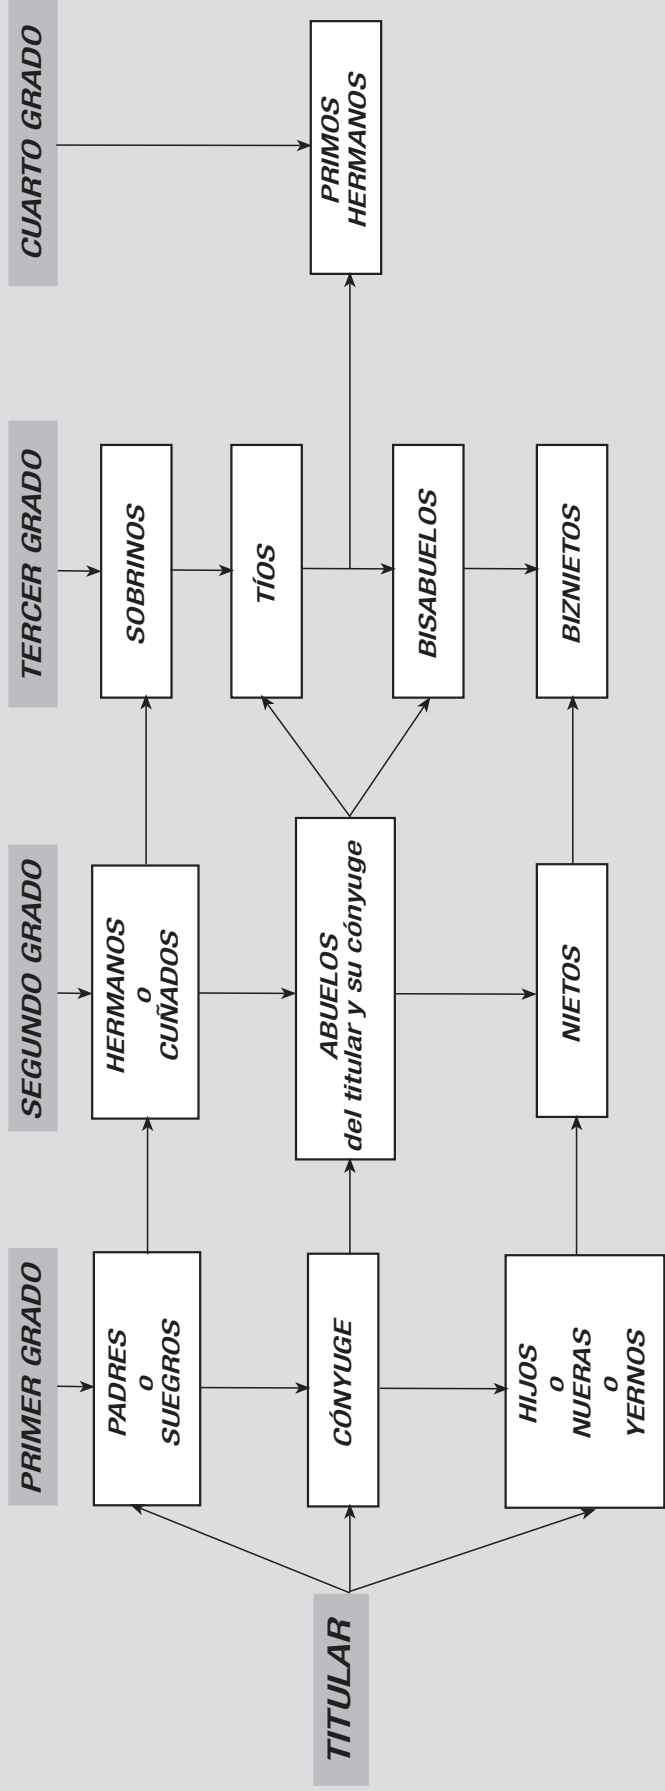 TITULAR
PRIMER GRADO
PADRES
o
SUEGROS
CÓNYUGE
HIJOS
o
NUERAS
o
YERNOS
SEGUNDO GRADO
HERMANOS
o
CUÑADOS
ABUELOS
del titular y su cónyuge
NIETOS
TERCER GRADO
SOBRINOS
TÍOS
BISABUELOS
BIZNIETOS
CUARTO GRADO
PRIMOS
HERMANOS